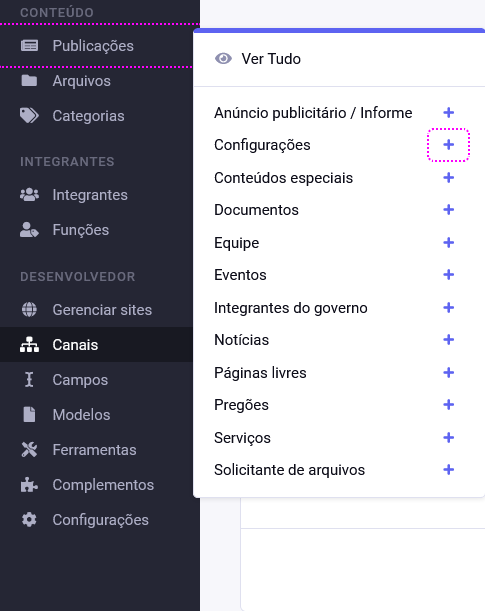 CONTEÚDO
Publicações
Arquivos
Categorias
INTEGRANTES
Integrantes
Funções
DESENVOLVEDOR
Gerenciar sites
Canais
Campos
Modelos
Ferramentas
Complementos
Configurações
Ver Tudo
Anúncio publicitário / Informe
Configurações
Conteúdos especiais
Documentos
Equipe
Eventos
Integrantes do governo
Notícias
Páginas livres
Pregões
Serviços
Solicitante de arquivos